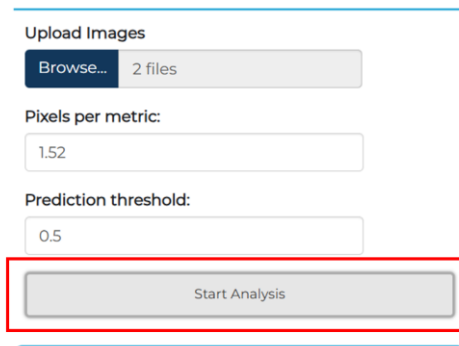 Upload Images
Browse... 2 files
Pixels per metric:
1.52
Prediction threshold:
0.5
Start Analysis